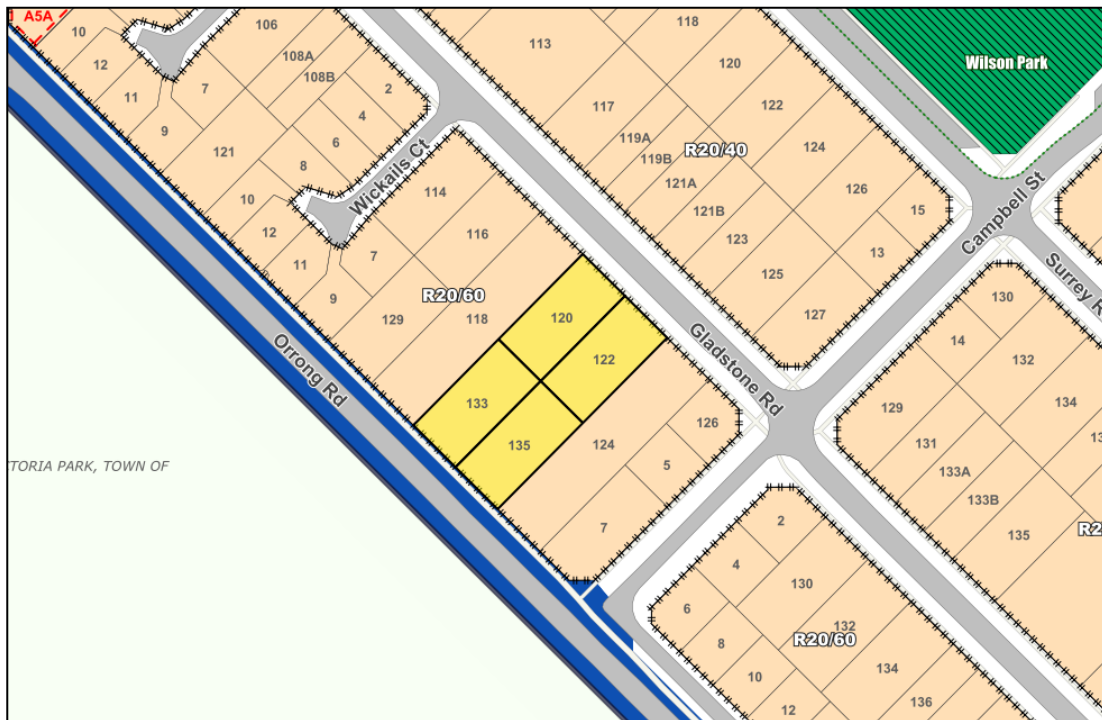 A5A
10
106
118
113
Wilson Park
12
108A
120
108B
7
2
11
117
122
4
9
119A
R20/40
124
6
119B
121
8
Wickails Ct
121A
114
126
10
121B
15
Campbell St
116
123
12
7
13
11
125
Surrey R
9
R20/60
130
129
118
120
127
14
132
Orrong Rd
Gladstone Rd
122
134
133
129
126
124
131
135
133A
5
TORIA PARK, TOWN OF
133B
7
2
135
R2
4
130
6
132
R20/60
8
134
10
136
12